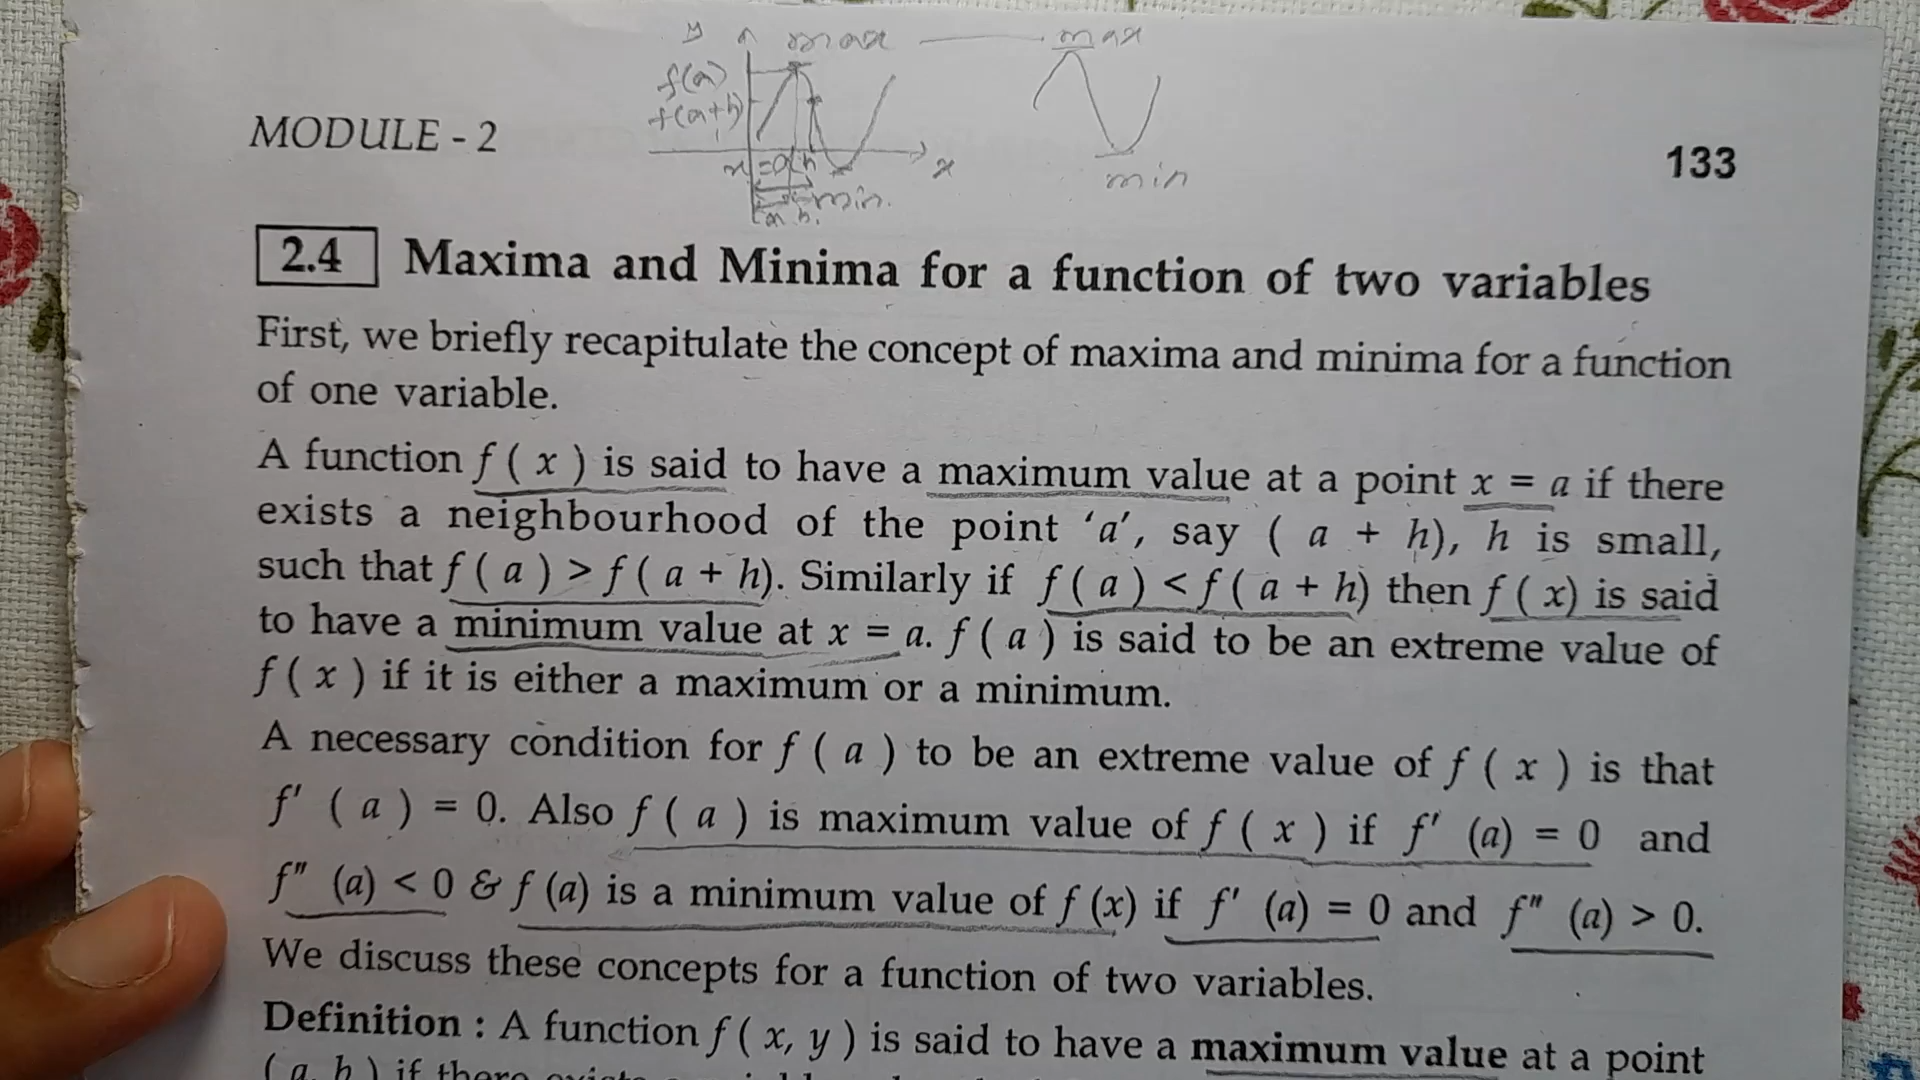 y max max
f(a)
f(a+h)
MODULE - 2
133
x
min
min.
2.4 Maxima and Minima for a function of two variables
First, we briefly recapitulate the concept of maxima and minima for a function
of one variable.
A function f ( x ) is said to have a maximum value at a point x = a if there
exists a neighbourhood of the point ‘a’, say ( a + h), h is small,
such that f ( a ) > f ( a + h). Similarly if f ( a ) < f ( a + h) then f ( x) is said
to have a minimum value at x = a. f ( a ) is said to be an extreme value of
f ( x ) if it is either a maximum or a minimum.
A necessary condition for f ( a ) to be an extreme value of f ( x ) is that
f' ( a ) = 0. Also f ( a ) is maximum value of f ( x ) if f' (a) = 0 and
f" (a) < 0 & f (a) is a minimum value of f (x) if f' (a) = 0 and f" (a) > 0.
We discuss these concepts for a function of two variables.
Definition : A function f ( x, y ) is said to have a maximum value at a point
( a, b ) if there